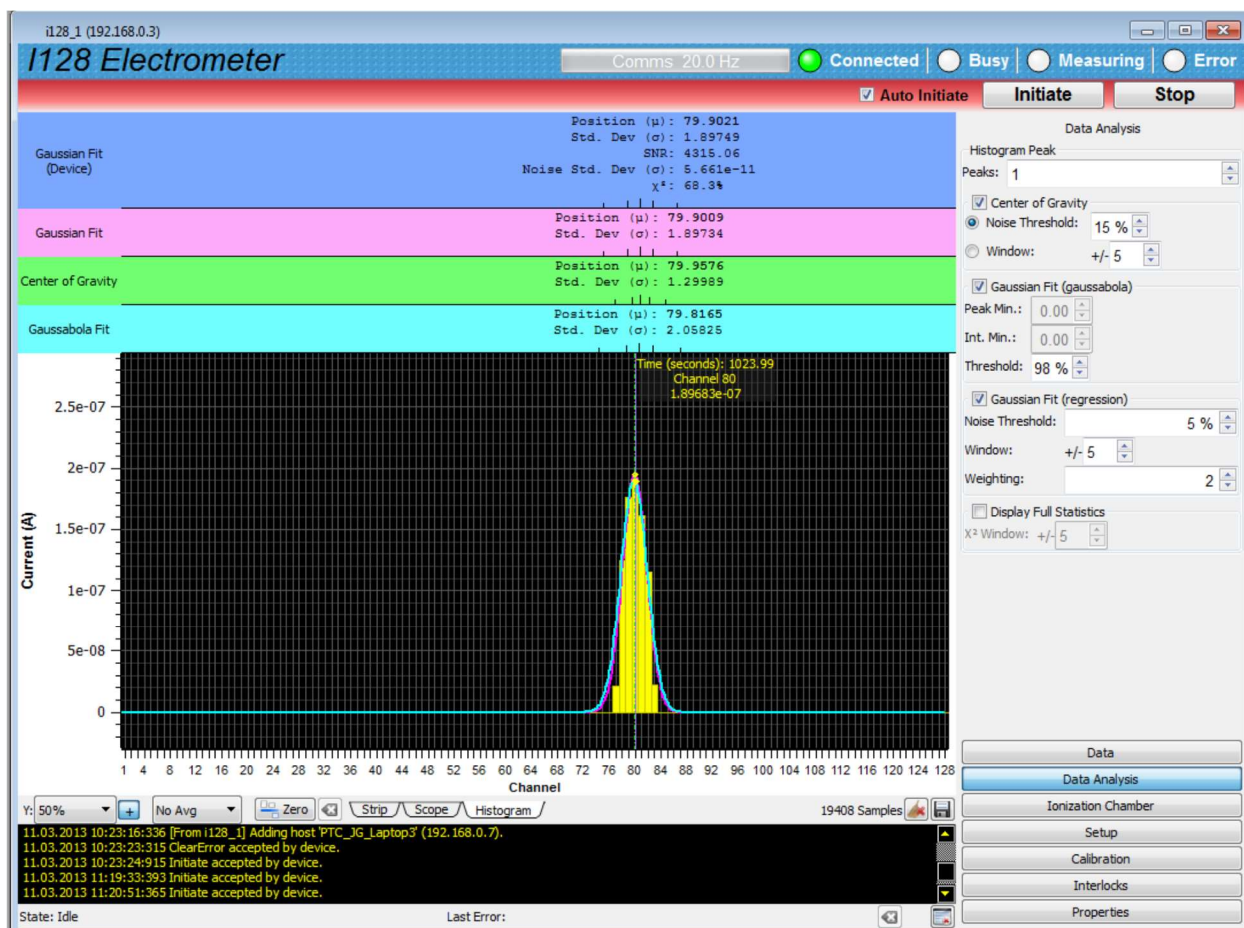 i128_1 (192.168.0.3)
I128 Electrometer
Comms 20.0 Hz
Connected
Busy
Measuring
Error
Auto Initiate
Initiate
Stop
Gaussian Fit
(Device)
Position (μ): 79.9021
Std. Dev (σ): 1.89749
SNR: 4315.06
Noise Std. Dev (σ): 5.661e-11
χ²: 68.3%
Gaussian Fit
Position (μ): 79.9009
Std. Dev (σ): 1.89734
Center of Gravity
Position (μ): 79.9576
Std. Dev (σ): 1.29989
Gaussabola Fit
Position (μ): 79.8165
Std. Dev (σ): 2.05825
Time (seconds): 1023.99
Channel 80
1.89683e-07
Current (A)
2.5e-07
2e-07
1.5e-07
1e-07
5e-08
0
1 4 8 12 16 20 24 28 32 36 40 44 48 52 56 60 64 68 72 76 80 84 88 92 96 100 104 108 112 116 120 124 128
Channel
Y: 50%
+
No Avg
Zero
Strip
Scope
Histogram
19408 Samples
11.03.2013 10:23:16:336 [From i128_1] Adding host 'PTC_JG_Laptop3' (192.168.0.7).
11.03.2013 10:23:23:315 ClearError accepted by device.
11.03.2013 10:23:24:915 Initiate accepted by device.
11.03.2013 11:19:33:393 Initiate accepted by device.
11.03.2013 11:20:51:365 Initiate accepted by device.
State: Idle
Last Error:
Data Analysis
Histogram Peak
Peaks: 1
Center of Gravity
Noise Threshold: 15 %
Window: +/- 5
Gaussian Fit (gaussabola)
Peak Min.: 0.00
Int. Min.: 0.00
Threshold: 98 %
Gaussian Fit (regression)
Noise Threshold: 5 %
Window: +/- 5
Weighting: 2
Display Full Statistics
X² Window: +/- 5
Data
Data Analysis
Ionization Chamber
Setup
Calibration
Interlocks
Properties